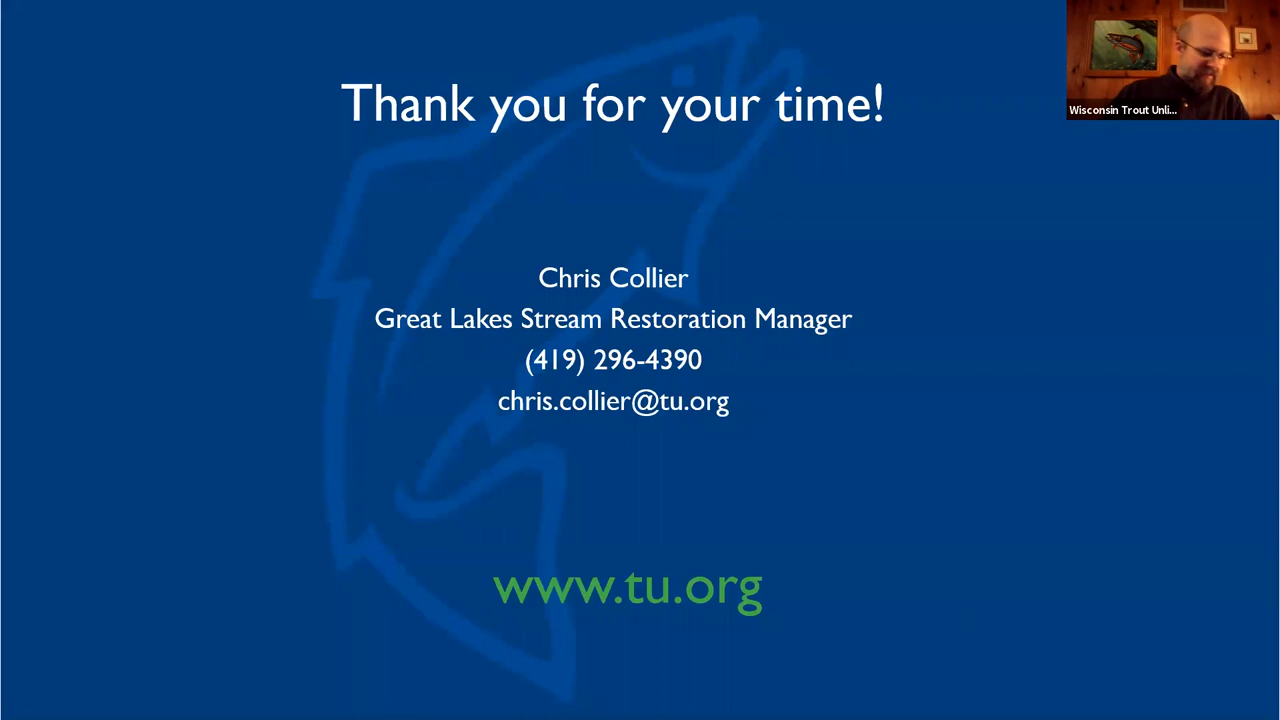 Thank you for your time!
Wisconsin Trout Unli...
Chris Collier
Great Lakes Stream Restoration Manager
(419) 296-4390
chris.collier@tu.org
www.tu.org